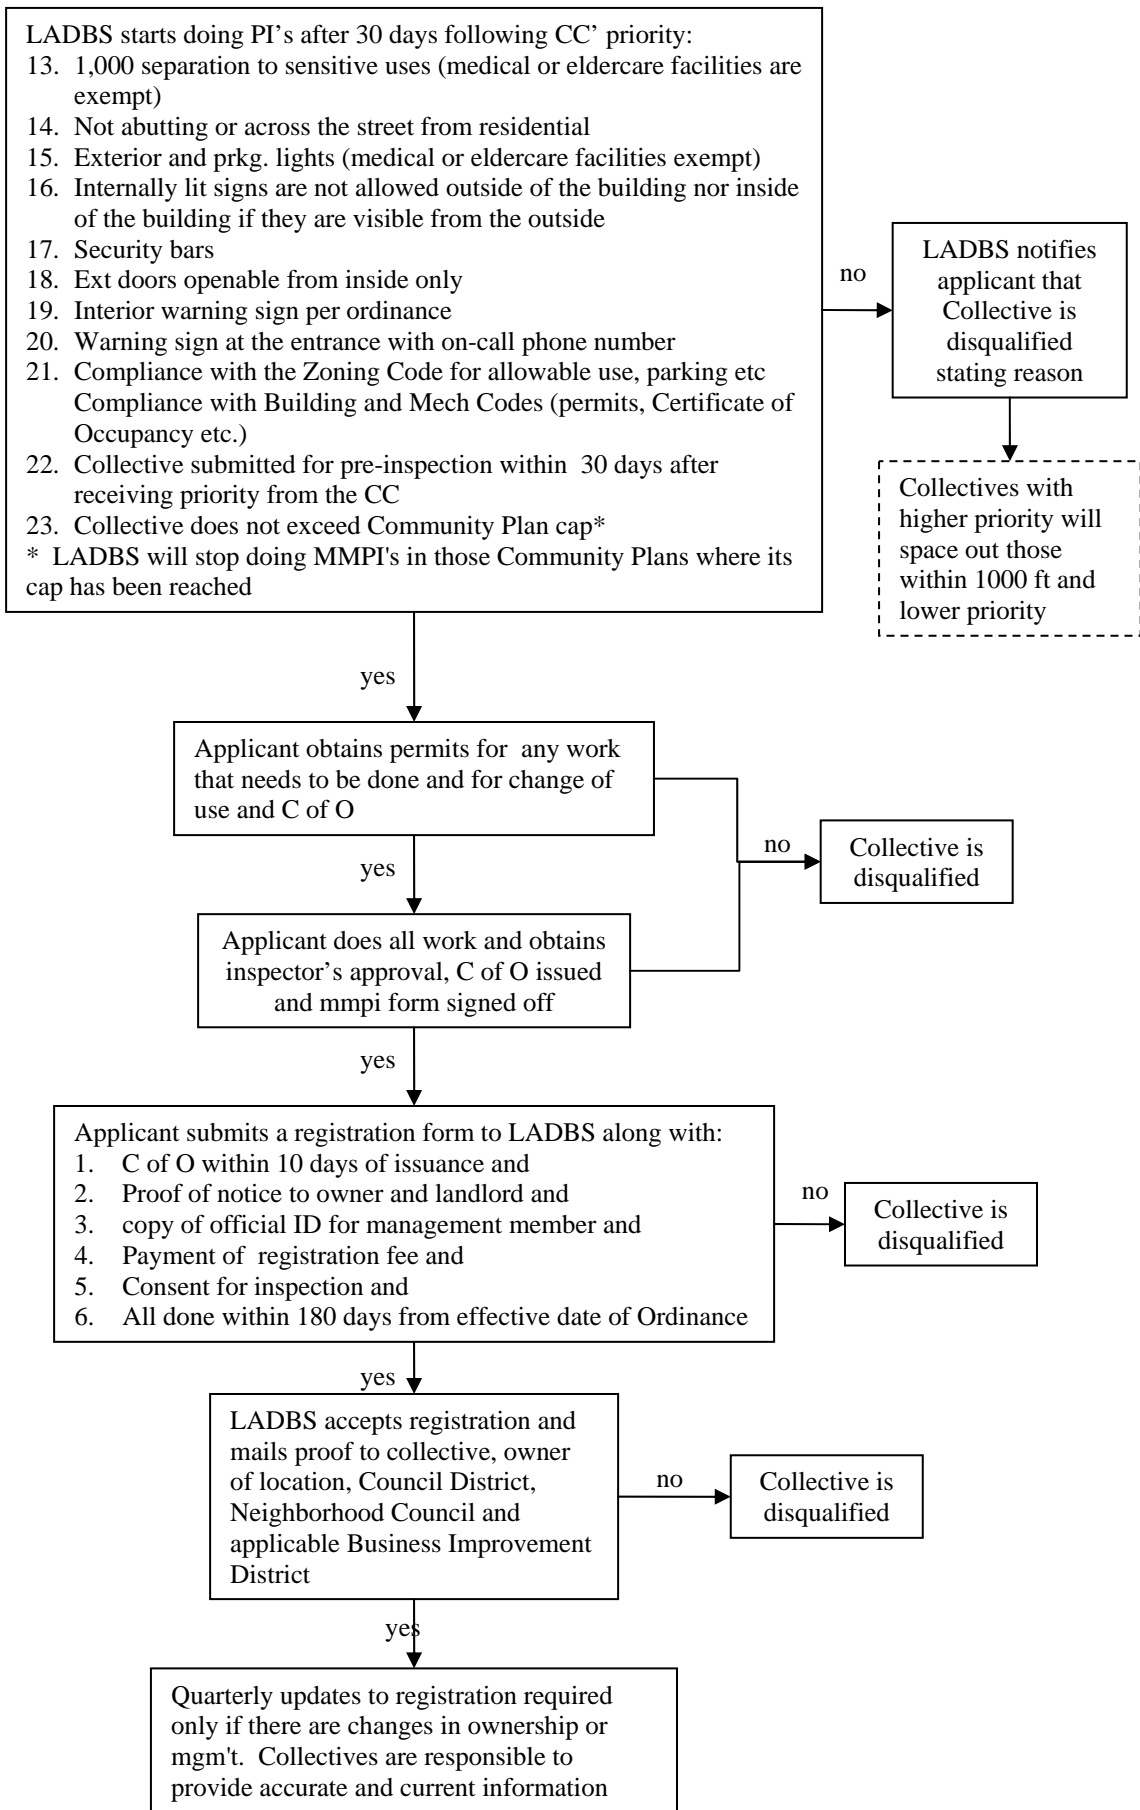 LADBS starts doing PI's after 30 days following CC’ priority:
13. 1,000 separation to sensitive uses (medical or eldercare facilities are
exempt)
14. Not abutting or across the street from residential
15. Exterior and prkg. lights (medical or eldercare facilities exempt)
16. Internally lit signs are not allowed outside of the building nor inside
of the building if they are visible from the outside
17. Security bars
18. Ext doors openable from inside only
19. Interior warning sign per ordinance
20. Warning sign at the entrance with on-call phone number
21. Compliance with the Zoning Code for allowable use, parking etc
Compliance with Building and Mech Codes (permits, Certificate of
Occupancy etc.)
22. Collective submitted for pre-inspection within 30 days after
receiving priority from the CC
23. Collective does not exceed Community Plan cap*
* LADBS will stop doing MMPI's in those Community Plans where its
cap has been reached
no
LADBS notifies
applicant that
Collective is
disqualified
stating reason
Collectives with
higher priority will
space out those
within 1000 ft and
lower priority
yes
Applicant obtains permits for any work
that needs to be done and for change of
use and C of O
no
Collective is
disqualified
yes
Applicant does all work and obtains
inspector’s approval, C of O issued
and mmpi form signed off
yes
Applicant submits a registration form to LADBS along with:
1. C of O within 10 days of issuance and
2. Proof of notice to owner and landlord and
3. copy of official ID for management member and
4. Payment of registration fee and
5. Consent for inspection and
6. All done within 180 days from effective date of Ordinance
no
Collective is
disqualified
yes
LADBS accepts registration and
mails proof to collective, owner
of location, Council District,
Neighborhood Council and
applicable Business Improvement
District
no
Collective is
disqualified
yes
Quarterly updates to registration required
only if there are changes in ownership or
mgm't. Collectives are responsible to
provide accurate and current information